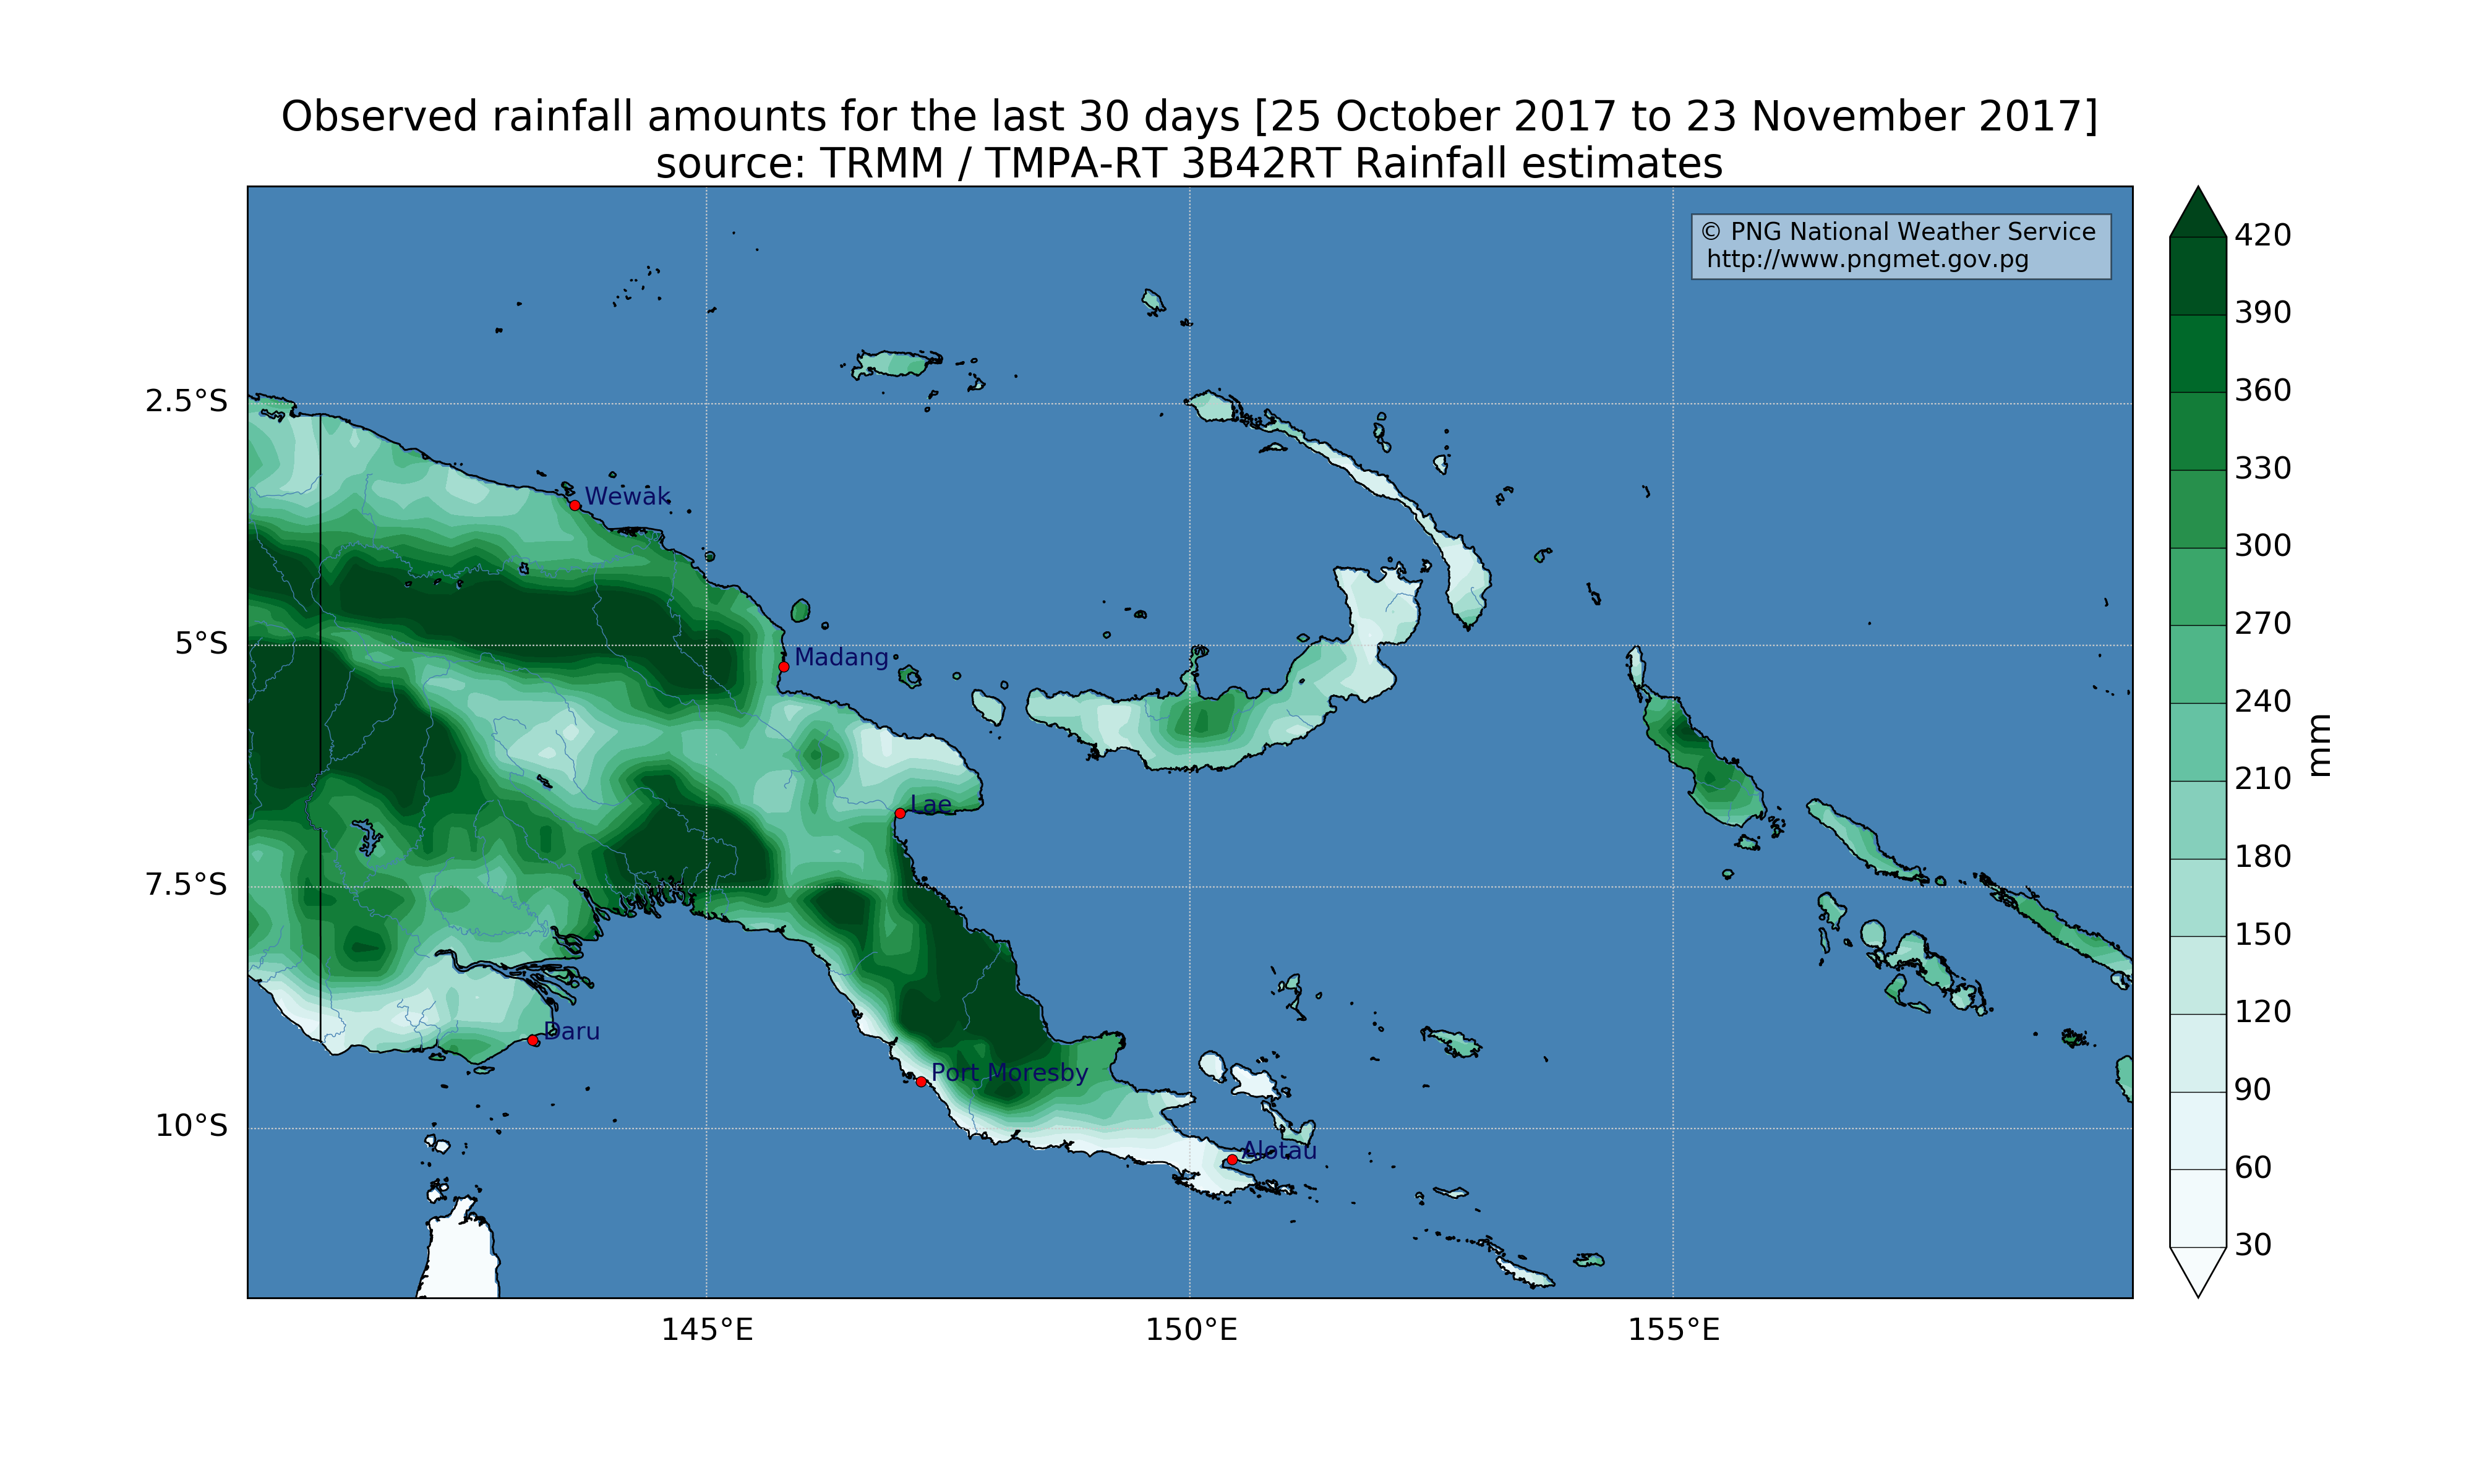 Observed rainfall amounts for the last 30 days [25 October 2017 to 23 November 2017]
source: TRMM / TMPA-RT 3B42RT Rainfall estimates
© PNG National Weather Service
http://www.pngmet.gov.pg
420
390
360
330
300
270
240
210
180
150
120
90
60
30
mm
2.5°S
5°S
7.5°S
10°S
Wewak
Madang
Lae
Daru
Port Moresby
Alotau
145°E
150°E
155°E